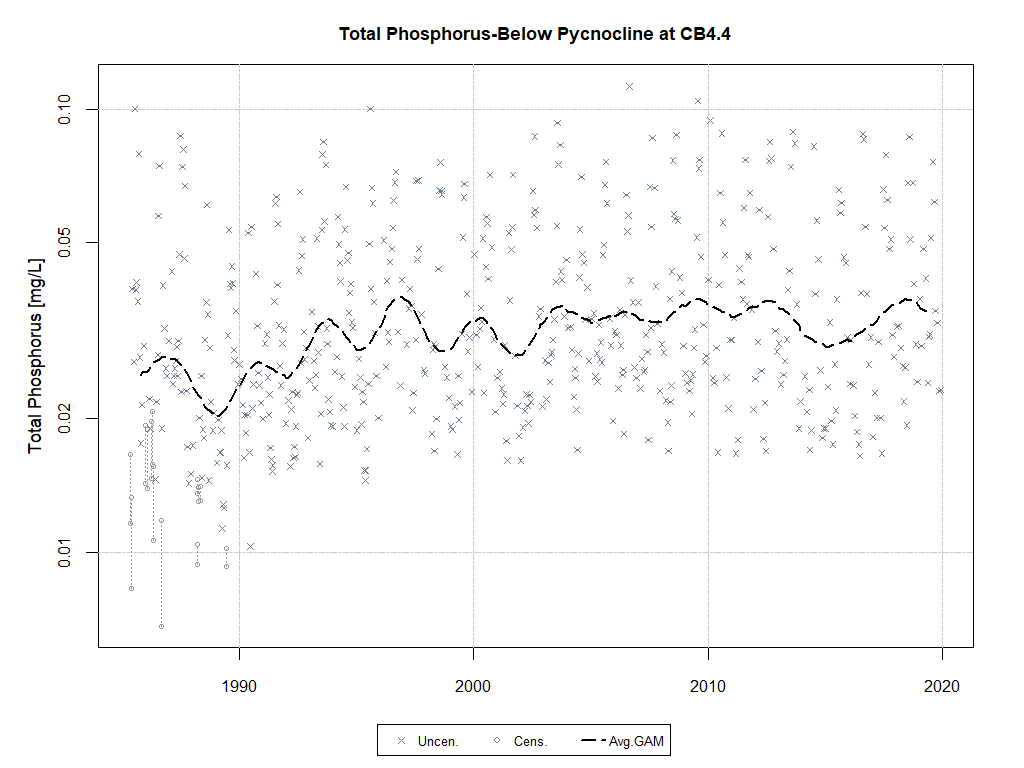 Total Phosphorus-Below Pycnocline at CB4.4
Total Phosphorus [mg/L]
0.10
0.05
0.02
0.01
1990 2000 2010 2020
Uncen. Cens. Avg.GAM